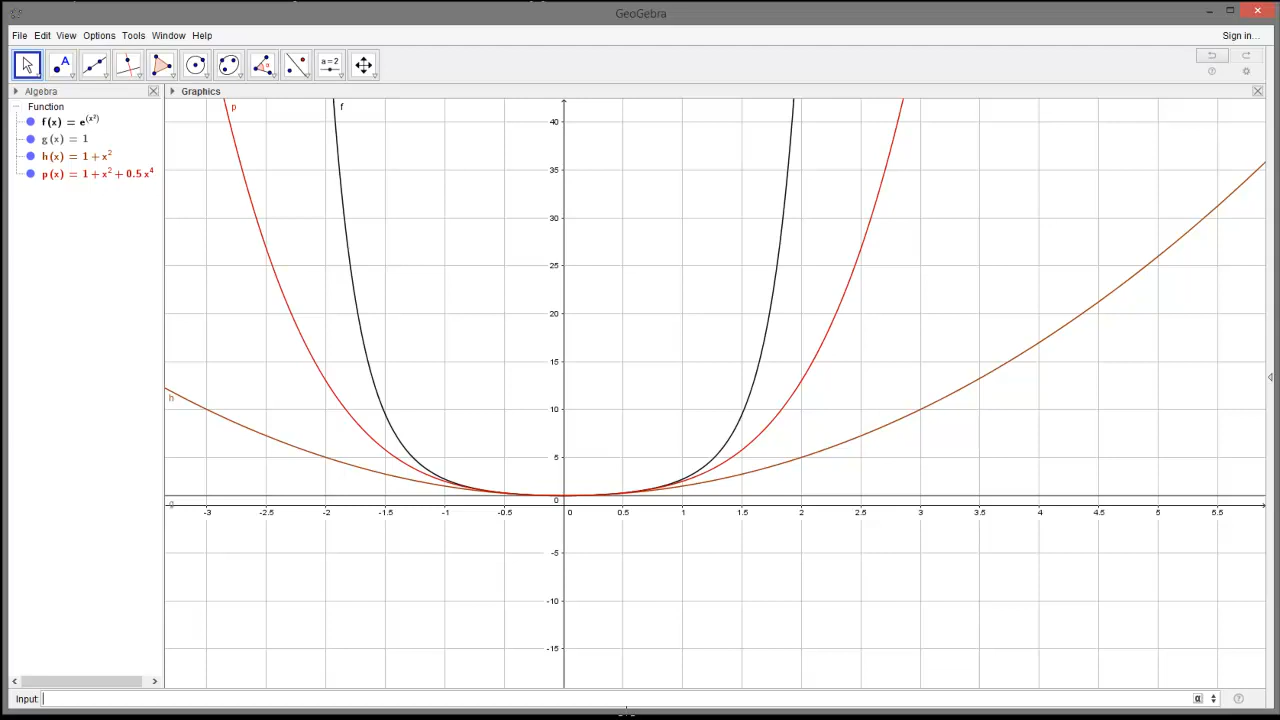 GeoGebra
File Edit View Options Tools Window Help
Sign in...
a=2
Algebra
Graphics
Function
f(x) = e^(x²)
g(x) = 1
h(x) = 1 + x²
p(x) = 1 + x² + 0.5 x⁴
p
f
h
g
40
35
30
25
20
15
10
5
0
-3 -2.5 -2 -1.5 -1 -0.5 0 0.5 1 1.5 2 2.5 3 3.5 4 4.5 5 5.5
-5
-10
-15
Input:
α